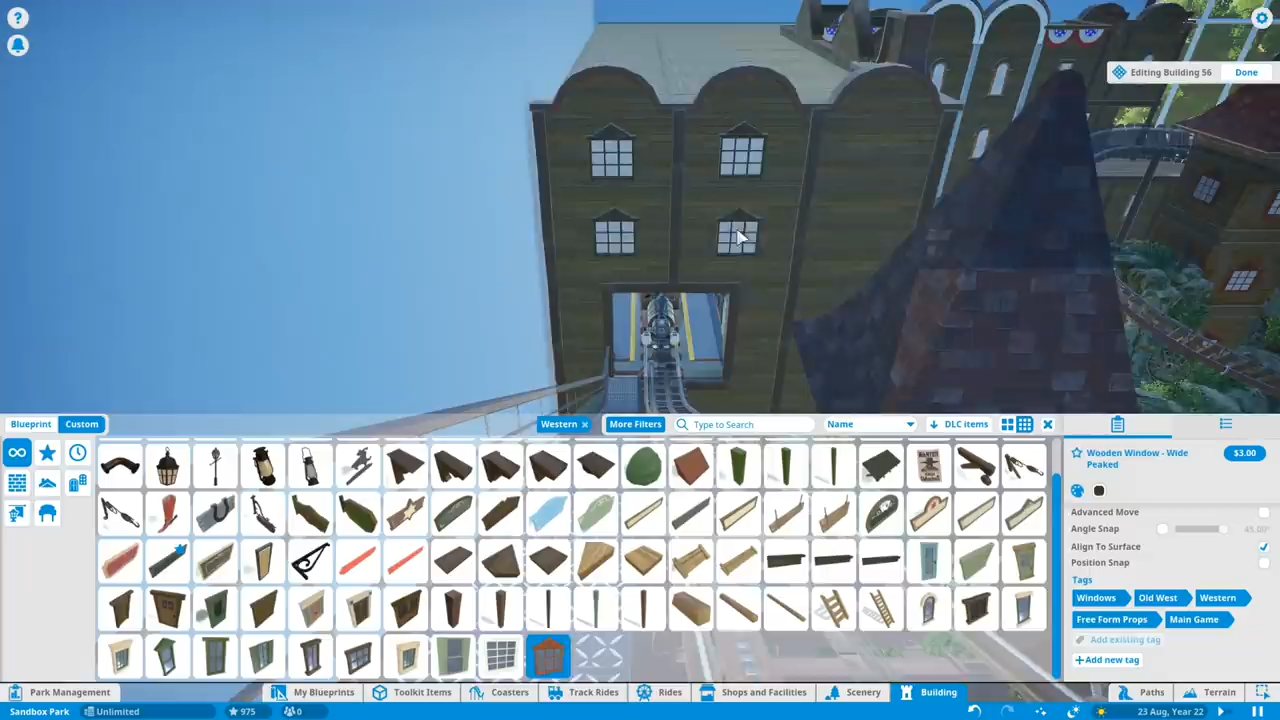 ?
Editing Building 56
Done
Blueprint
Custom
Western ×
More Filters
Type to Search
Name
DLC items
WANTED
Wooden Window - Wide
Peaked
$3.00
Advanced Move
Angle Snap
45.00°
Align To Surface
Position Snap
Tags
Windows
Old West
Western
Free Form Props
Main Game
Add existing tag
+Add new tag
Park Management
My Blueprints
Toolkit Items
Coasters
Track Rides
Rides
Shops and Facilities
Scenery
Building
Paths
Terrain
Sandbox Park
Unlimited
975
0
23 Aug, Year 22